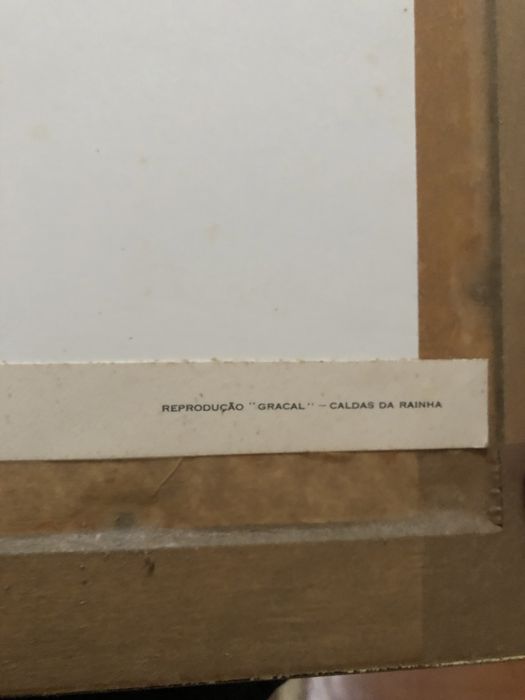 REPRODUÇÃO "GRACAL" – CALDAS DA RAINHA